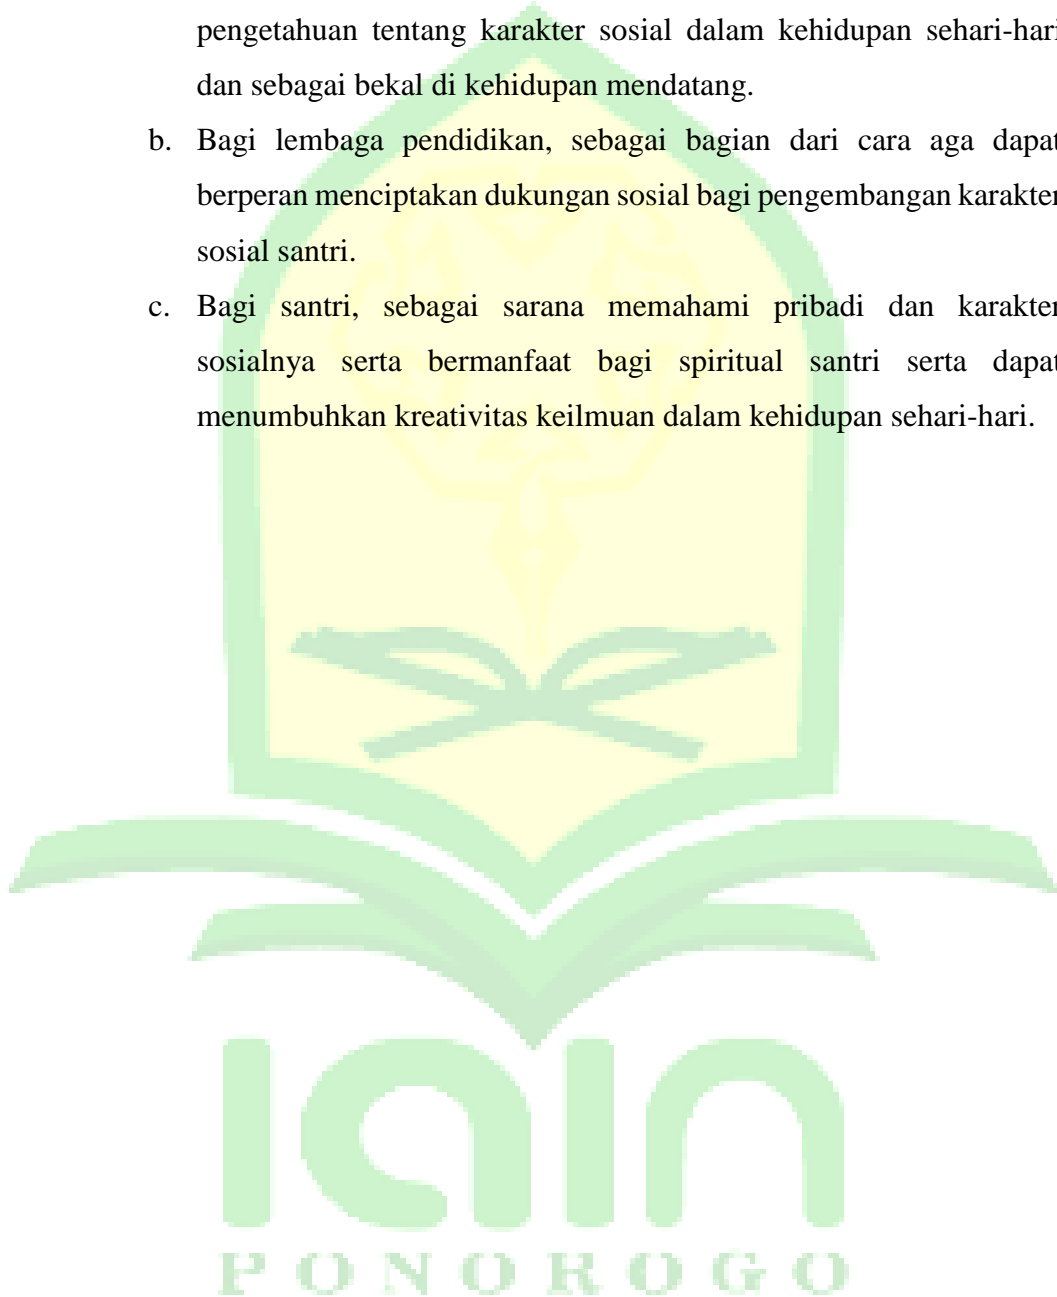 pengetahuan tentang karakter sosial dalam kehidupan sehari-hari
dan sebagai bekal di kehidupan mendatang.
b. Bagi lembaga pendidikan, sebagai bagian dari cara aga dapat
berperan menciptakan dukungan sosial bagi pengembangan karakter
sosial santri.
c. Bagi santri, sebagai sarana memahami pribadi dan karakter
sosialnya serta bermanfaat bagi spiritual santri serta dapat
menumbuhkan kreativitas keilmuan dalam kehidupan sehari-hari.
iain
PONOROGO